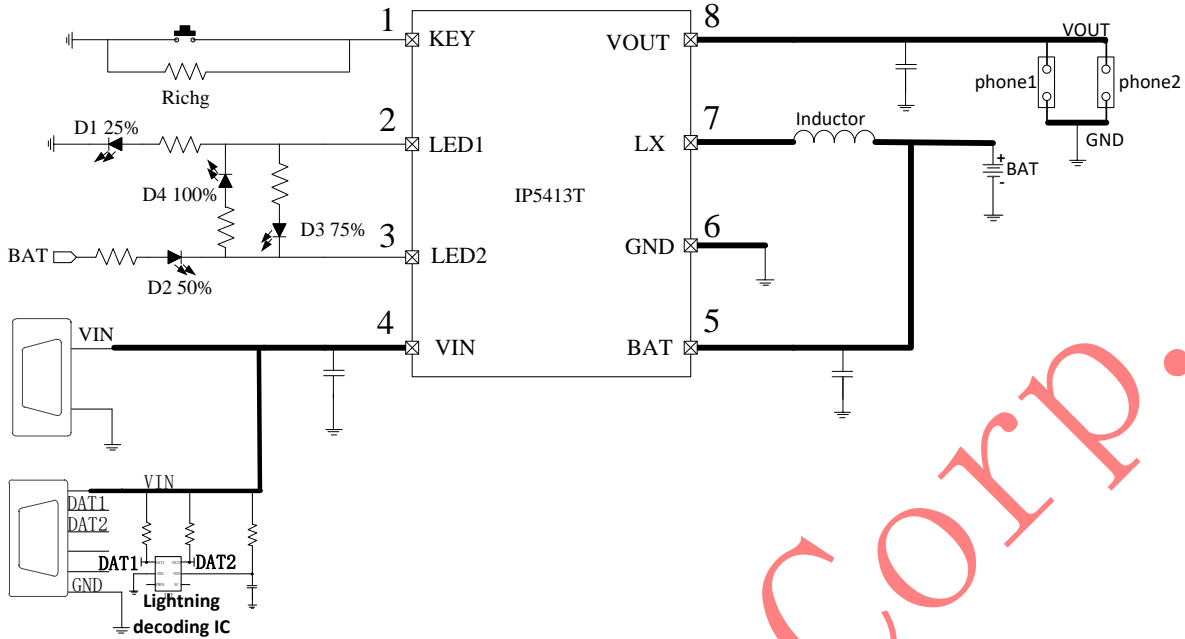 1
KEY
Richg
D1 25%
2
LED1
D4 100%
D3 75%
3
LED2
BAT
D2 50%
VIN
4
VIN
IP5413T
8
VOUT
VOUT
phone1
phone2
GND
7
LX
Inductor
+
BAT
-
6
GND
5
BAT
VIN
DAT1
DAT2
DAT1
DAT2
GND
Lightning
decoding IC
Corp.